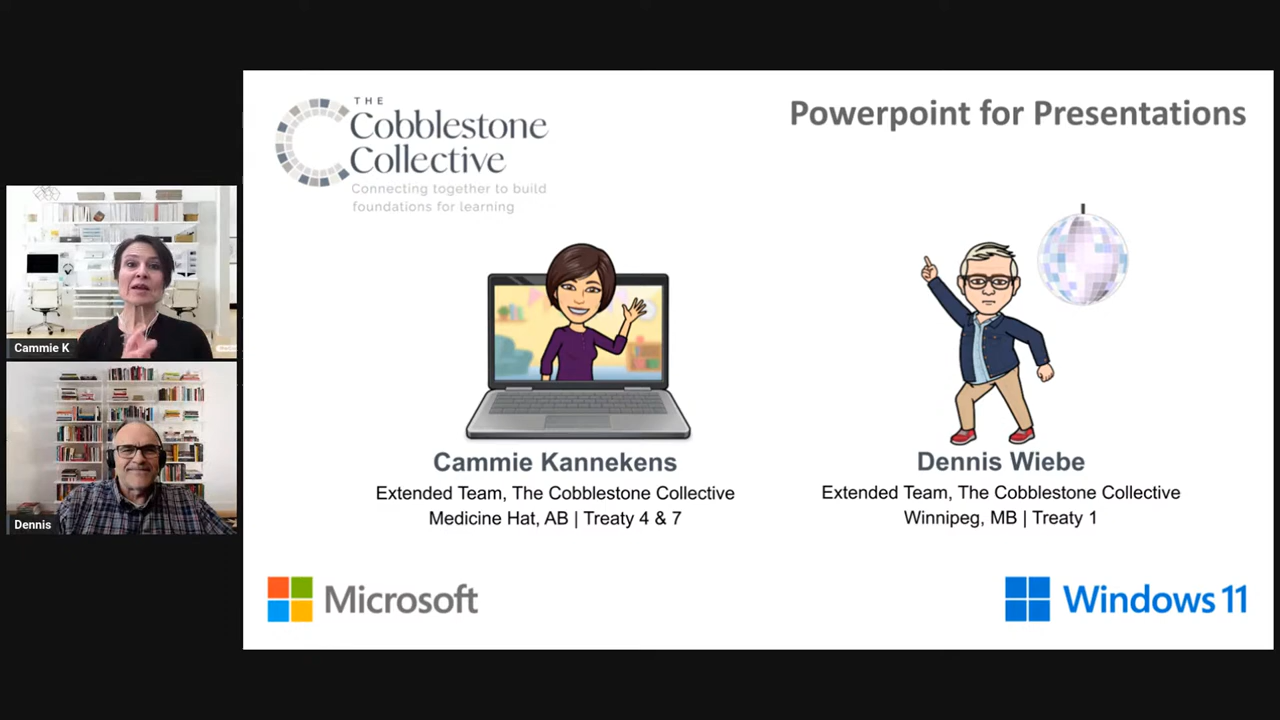 THE
Cobblestone
Collective
Connecting together to build
foundations for learning
Powerpoint for Presentations
Cammie K
Dennis
Cammie Kannekens
Extended Team, The Cobblestone Collective
Medicine Hat, AB | Treaty 4 & 7
Dennis Wiebe
Extended Team, The Cobblestone Collective
Winnipeg, MB | Treaty 1
Microsoft
Windows 11